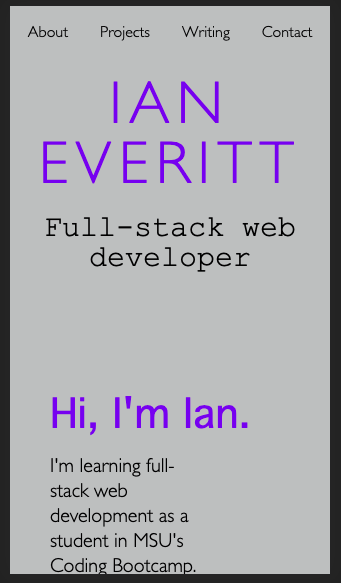 About Projects Writing Contact
IAN
EVERITT
Full-stack web
developer
Hi, I'm Ian.
I'm learning full-
stack web
development as a
student in MSU's
Coding Bootcamp.